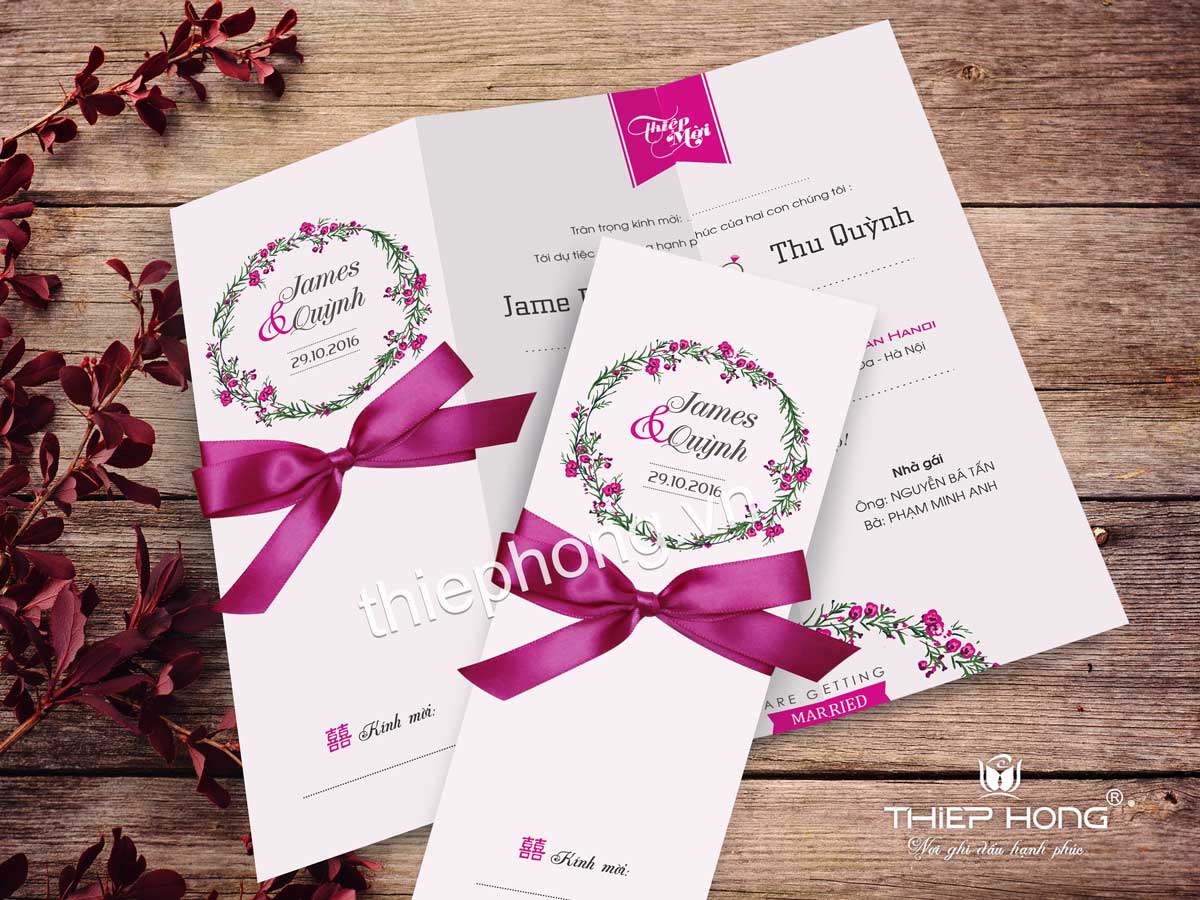 James
& Quỳnh
29.10.2016
囍 Kính mời:
Thiệp
Mời
Trân trọng kính mời:
Tới dự tiệc hạnh phúc của hai con chúng tôi :
Jame
Thu Quỳnh
Hanoi
- Hà Nội
Nhà gái
Ông: NGUYỄN BÁ TẤN
Bà: PHẠM MINH ANH
ARE GETTING
MARRIED
James
& Quỳnh
29.10.2016
囍 Kính mời:
thiephong.vn
THIEP HONG®
Nơi ghi dấu hạnh phúc